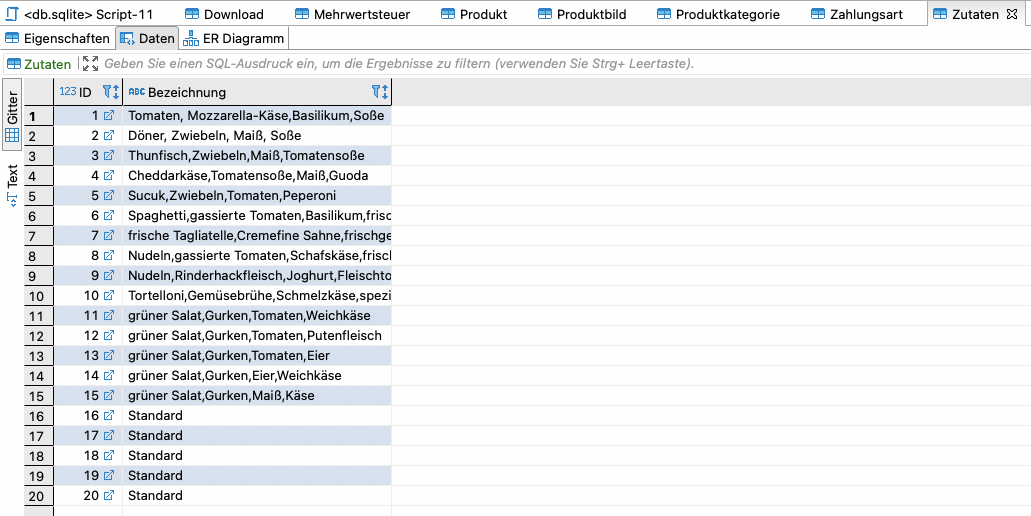 <db.sqlite> Script-11 Download Mehrwertsteuer Produkt Produktbild Produktkategorie Zahlungsart Zutaten
Eigenschaften Daten ER Diagramm
Zutaten Geben Sie einen SQL-Ausdruck ein, um die Ergebnisse zu filtern (verwenden Sie Strg+ Leertaste).
Gitter
Text
123 ID ABC Bezeichnung
1 1 Tomaten, Mozzarella-Käse,Basilikum,Soße
2 2 Döner, Zwiebeln, Maiß, Soße
3 3 Thunfisch,Zwiebeln,Maiß,Tomatensoße
4 4 Cheddarkäse,Tomatensoße,Maiß,Guoda
5 5 Sucuk,Zwiebeln,Tomaten,Peperoni
6 6 Spaghetti,gassierte Tomaten,Basilikum,frisc
7 7 frische Tagliatelle,Cremefine Sahne,frischge
8 8 Nudeln,gassierte Tomaten,Schafskäse,frisch
9 9 Nudeln,Rinderhackfleisch,Joghurt,Fleischto
10 10 Tortelloni,Gemüsebrühe,Schmelzkäse,spezi
11 11 grüner Salat,Gurken,Tomaten,Weichkäse
12 12 grüner Salat,Gurken,Tomaten,Putenfleisch
13 13 grüner Salat,Gurken,Tomaten,Eier
14 14 grüner Salat,Gurken,Eier,Weichkäse
15 15 grüner Salat,Gurken,Maiß,Käse
16 16 Standard
17 17 Standard
18 18 Standard
19 19 Standard
20 20 Standard